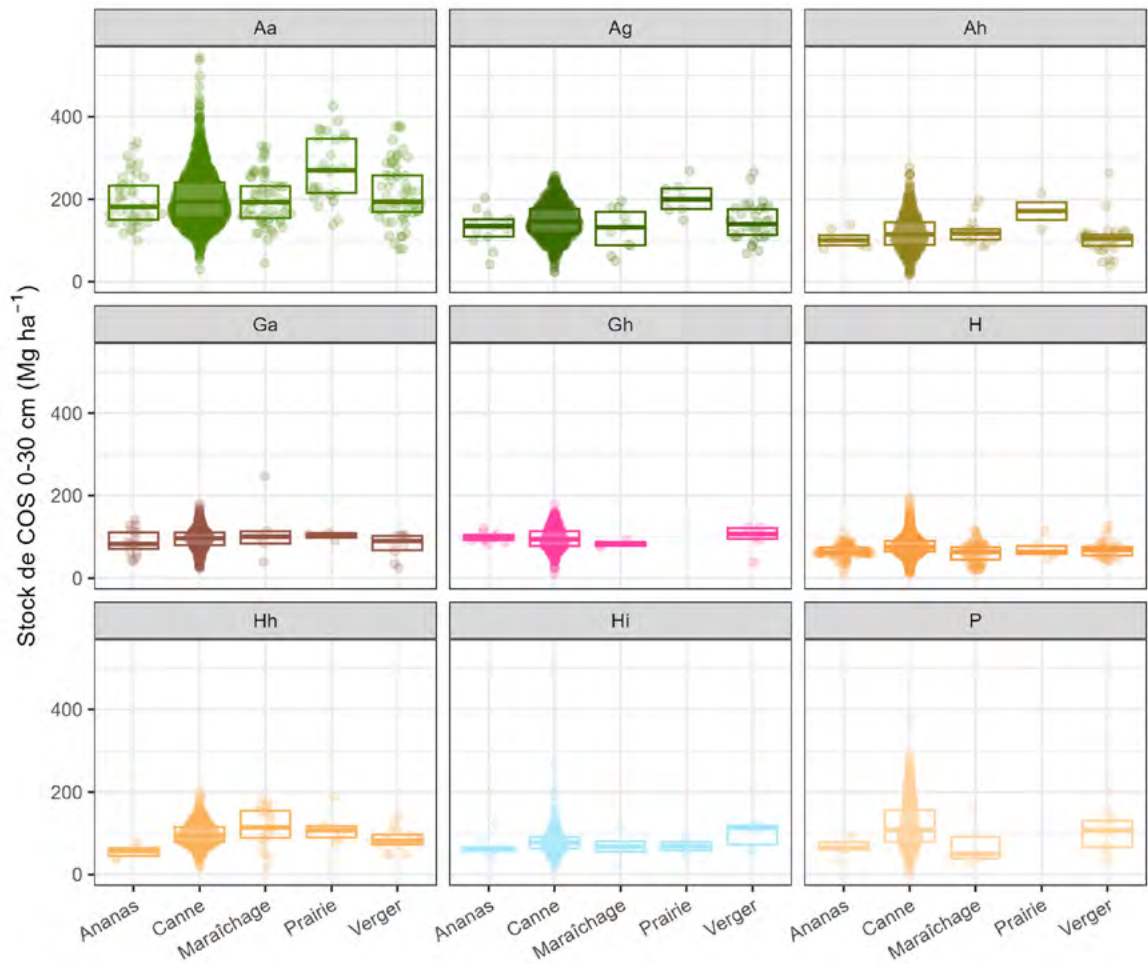 Aa Ag Ah
400
200
0
Ga Gh H
400
200
0
Hh Hi P
400
200
0
Stock de COS 0-30 cm (Mg ha⁻¹)
Ananas Canne Maraîchage Prairie Verger Ananas Canne Maraîchage Prairie Verger Ananas Canne Maraîchage Prairie Verger